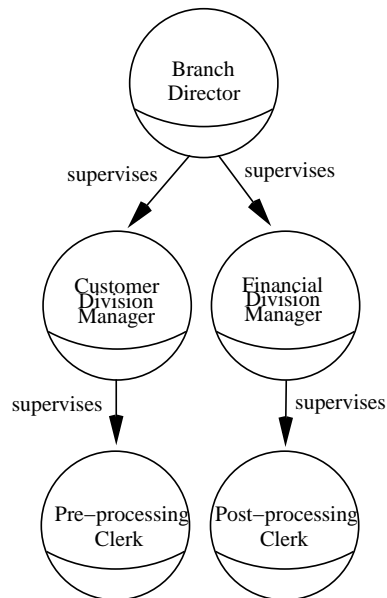 Branch
Director
supervises
supervises
Customer
Division
Manager
Financial
Division
Manager
supervises
supervises
Pre−processing
Clerk
Post−processing
Clerk